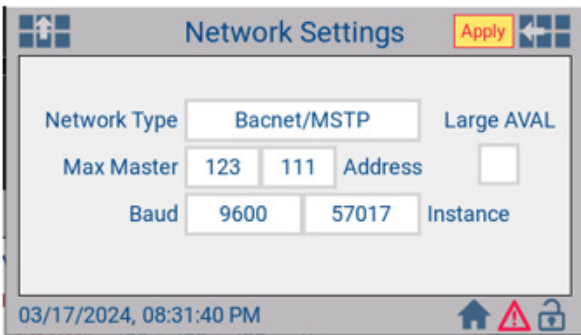 Network Settings Apply
Network Type Bacnet/MSTP Large AVAL
Max Master 123 111 Address
Baud 9600 57017 Instance
03/17/2024, 08:31:40 PM